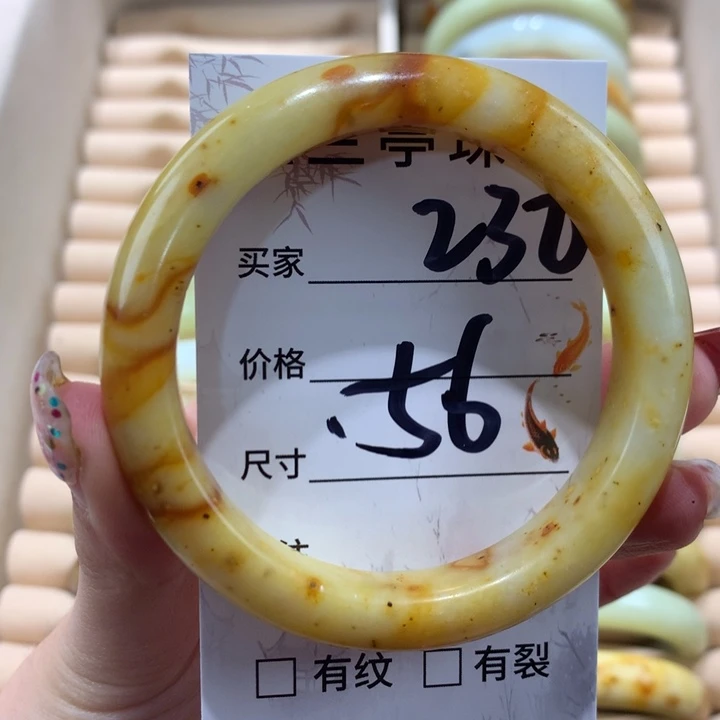 买家 230
价格
尺寸 .56
□ 有纹 □ 有裂